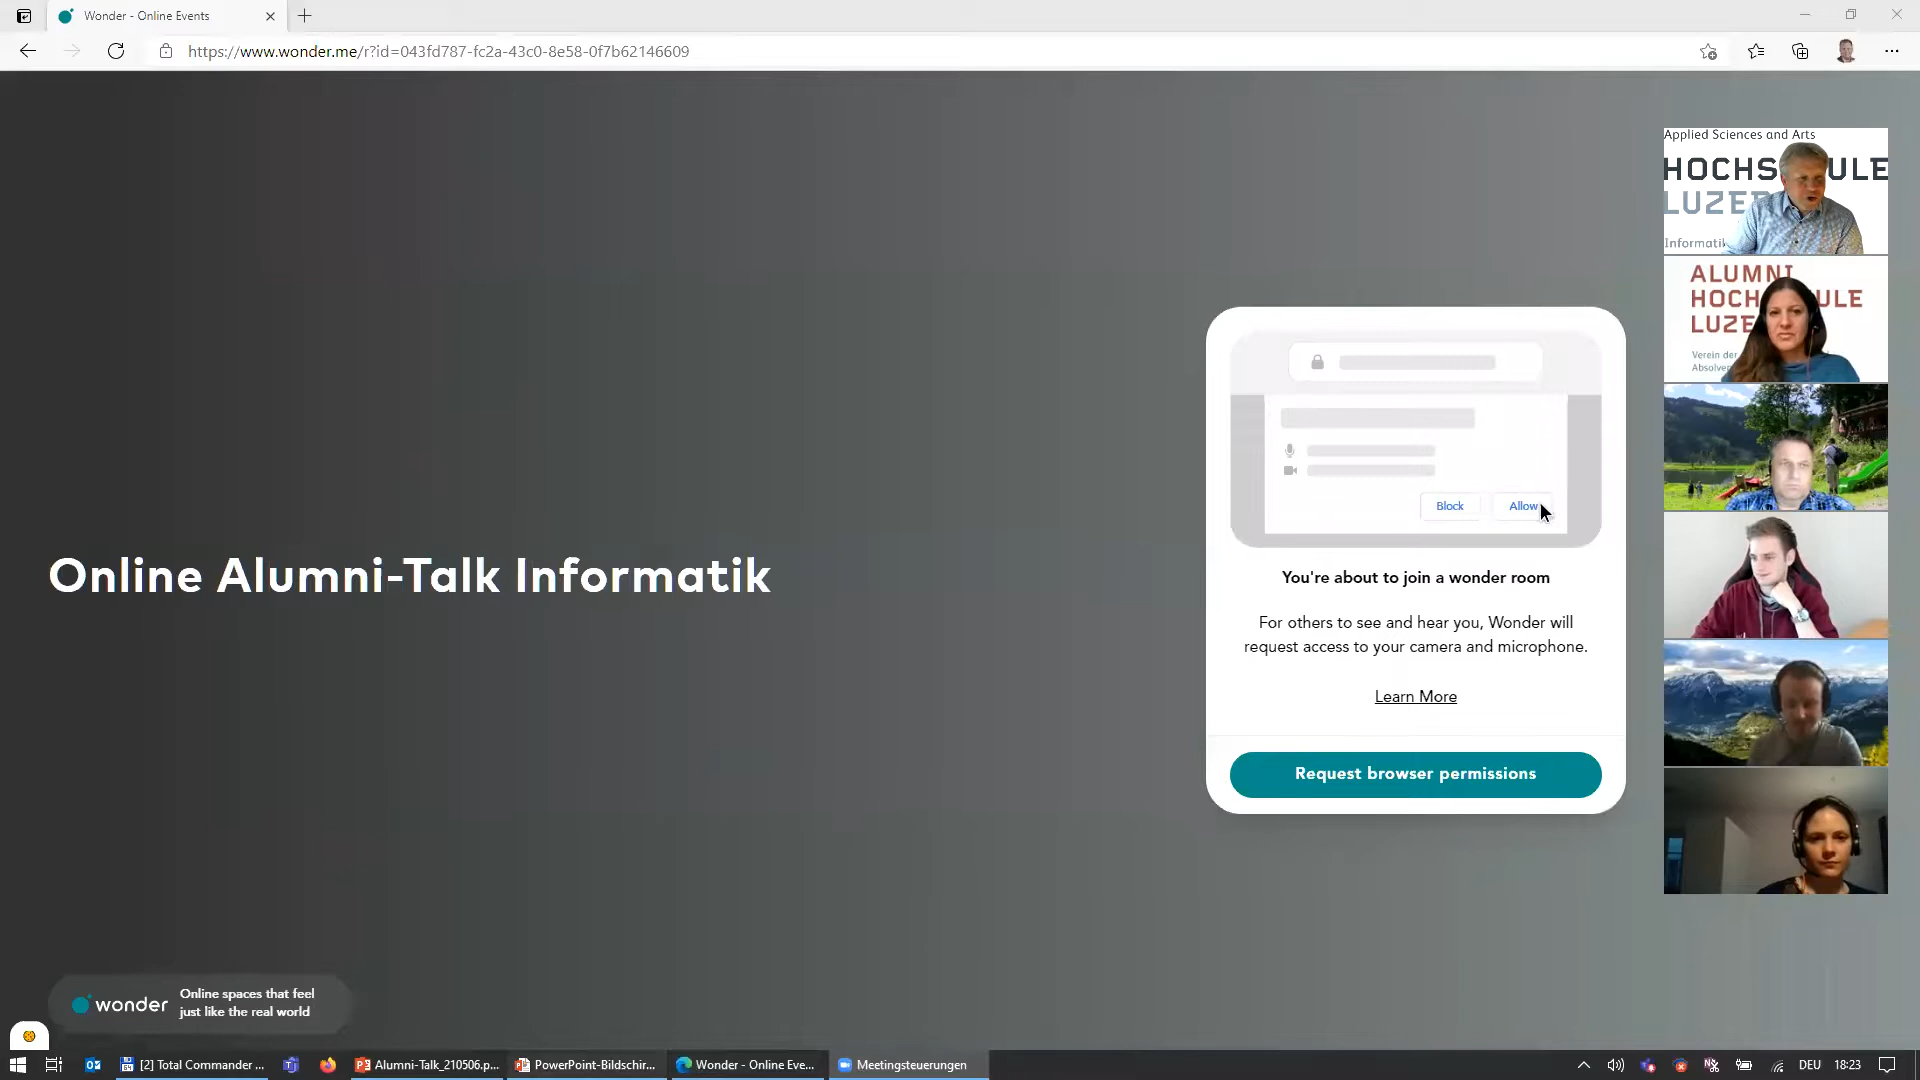 Wonder - Online Events
https://www.wonder.me/r?id=043fd787-fc2a-43c0-8e58-0f7b62146609
Applied Sciences and Arts
HOCHS ULE
LUZE
Informatik
ALUMNI
HOCH ULE
LUZE
Verein der
Absolven
Block
Allow
Online Alumni-Talk Informatik
You're about to join a wonder room
For others to see and hear you, Wonder will
request access to your camera and microphone.
Learn More
Request browser permissions
wonder
Online spaces that feel
just like the real world
[2] Total Commander ...
Alumni-Talk_210506.p...
PowerPoint-Bildschir...
Wonder - Online Eve...
Meetingsteuerungen
DEU
18:23